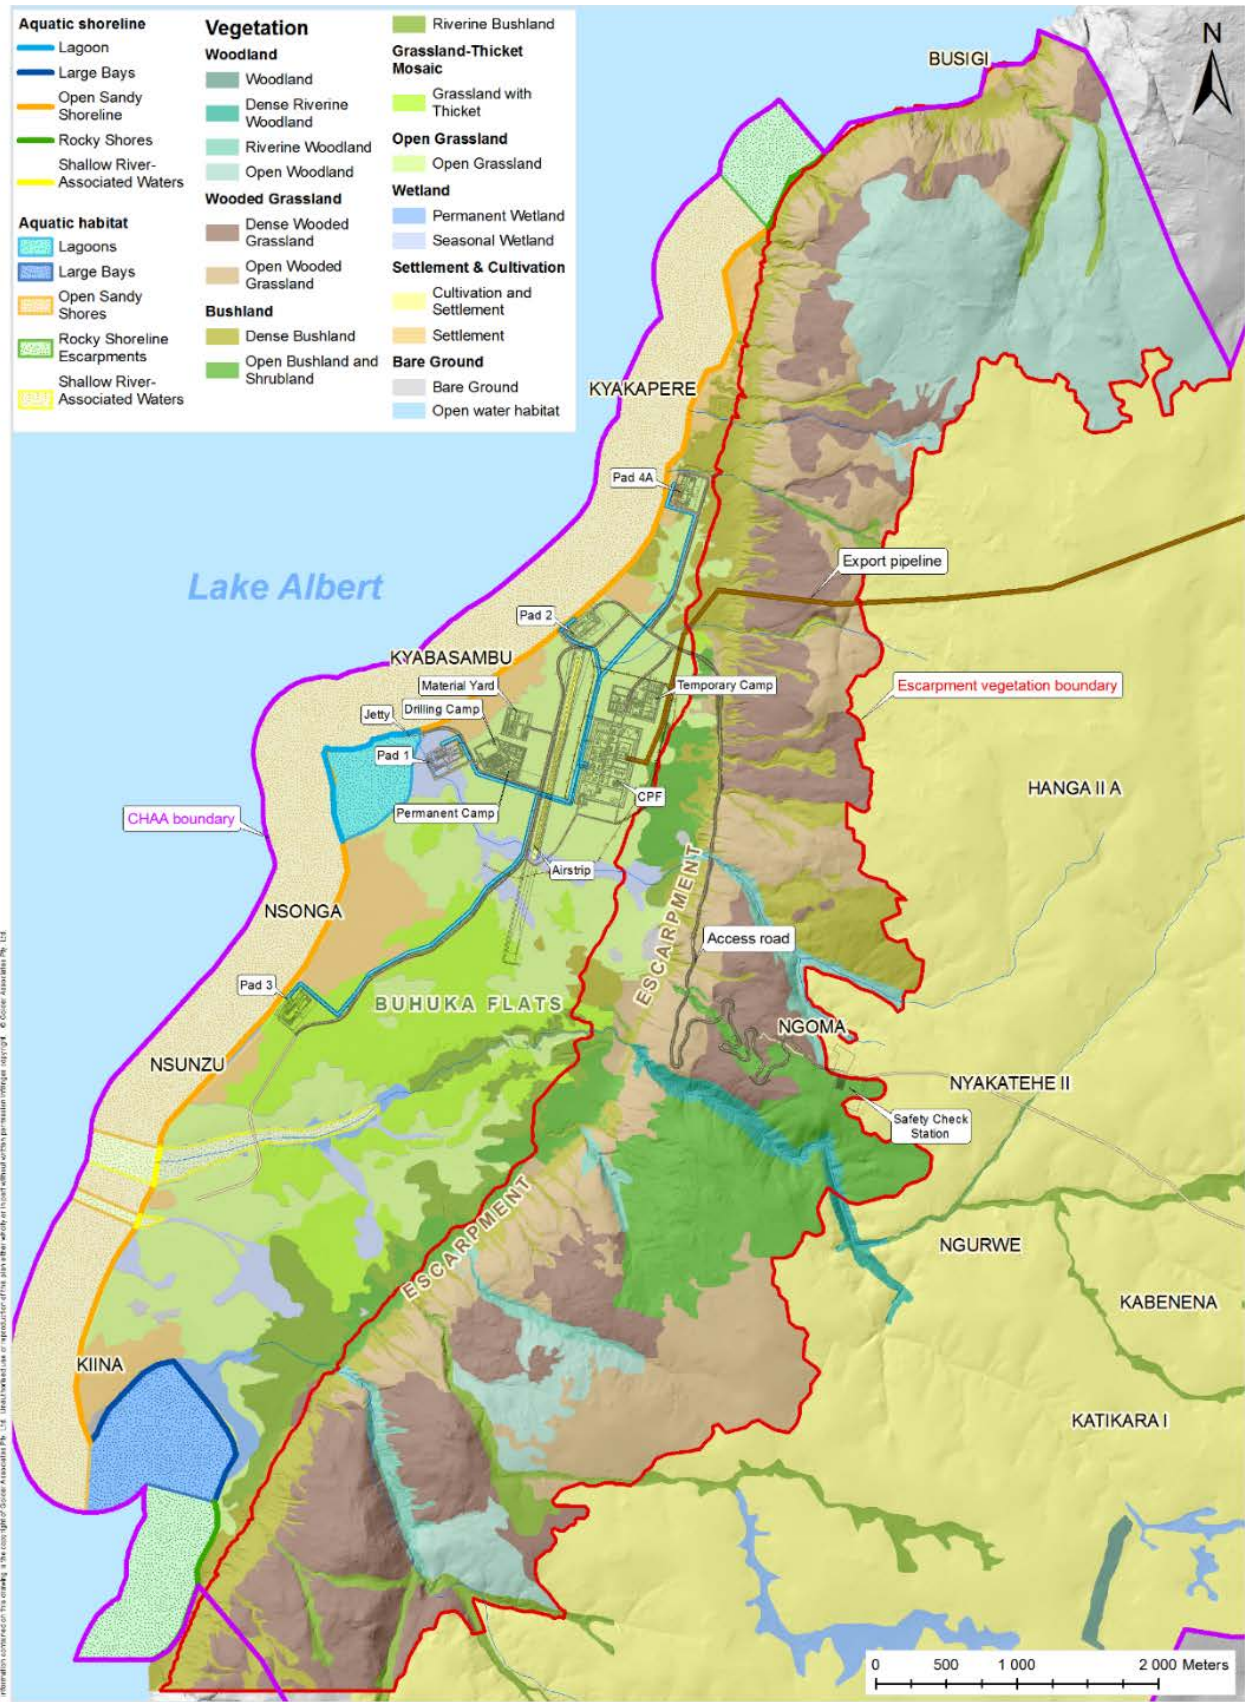 Aquatic shoreline
Lagoon
Large Bays
Open Sandy
Shoreline
Rocky Shores
Shallow River-
Associated Waters
Aquatic habitat
Lagoons
Large Bays
Open Sandy
Shores
Rocky Shoreline
Escarpments
Shallow River-
Associated Waters
Vegetation
Woodland
Woodland
Dense Riverine
Woodland
Riverine Woodland
Open Woodland
Wooded Grassland
Dense Wooded
Grassland
Open Wooded
Grassland
Bushland
Dense Bushland
Open Bushland and
Shrubland
Riverine Bushland
Grassland-Thicket
Mosaic
Grassland with
Thicket
Open Grassland
Open Grassland
Wetland
Permanent Wetland
Seasonal Wetland
Settlement & Cultivation
Cultivation and
Settlement
Settlement
Bare Ground
Bare Ground
Open water habitat
N
BUSIGI
KYAKAPERE
Pad 4A
Export pipeline
Lake Albert
Pad 2
KYABASAMBU
Material Yard
Temporary Camp
Escarpment vegetation boundary
Drilling Camp
Jetty
Pad 1
HANGA II A
CPF
CHAA boundary
Permanent Camp
Airstrip
NSONGA
ESCARPMENT
Access road
Pad 3
BUHUKA FLATS
NGOMA
NSUNZU
NYAKATEHE II
Safety Check
Station
ESCARPMENT
NGURWE
KABENENA
KIINA
KATIKARA I
0 500 1 000 2 000 Meters